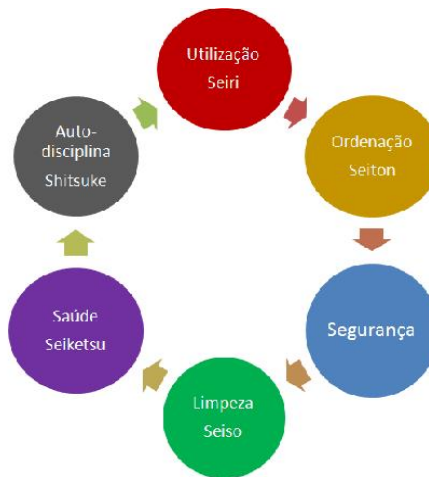 Utilização
Seiri
Ordenação
Seiton
Segurança
Limpeza
Seiso
Saúde
Seiketsu
Auto-
disciplina
Shitsuke